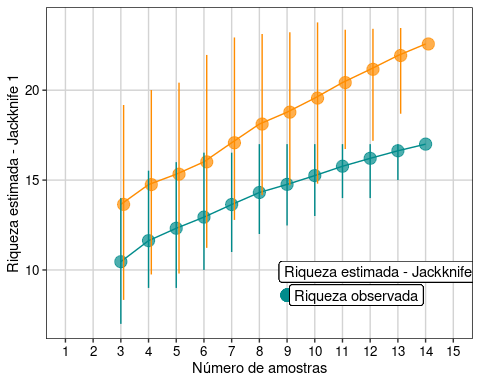 Riqueza estimada - Jackknife 1
20
15
10
Riqueza estimada - Jackknife
Riqueza observada
1 2 3 4 5 6 7 8 9 10 11 12 13 14 15
Número de amostras